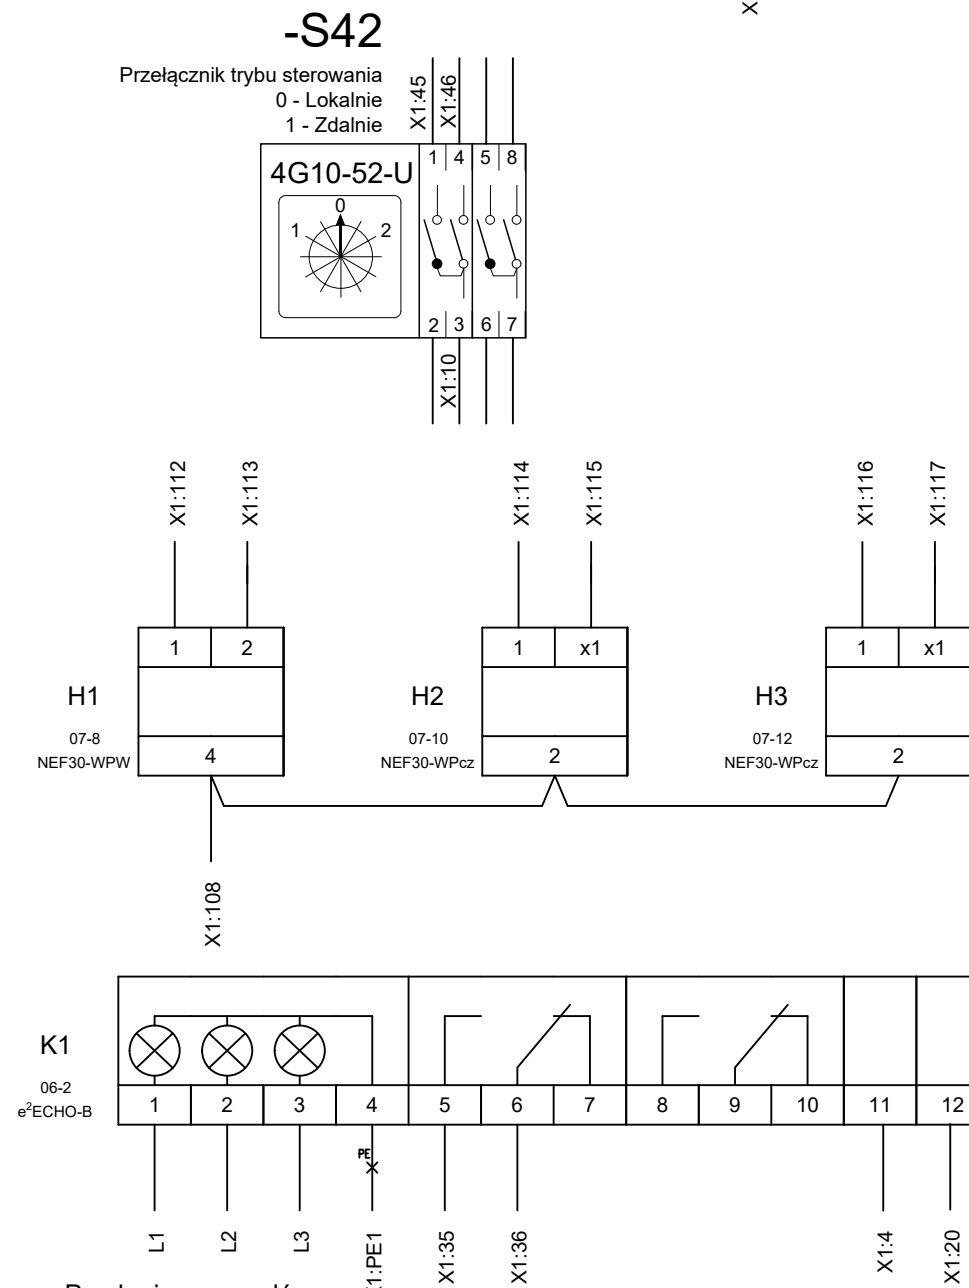 X
-S42
Przełącznik trybu sterowania
0 - Lokalnie
1 - Zdalnie
X1:45
X1:46
1 4 5 8
4G10-52-U
0
1 2
2 3 6 7
X1:10
X1:112
X1:113
X1:114
X1:115
X1:116
X1:117
1 2
1 x1
1 x1
H1
H2
H3
07-8
NEF30-WPW
4
07-10
NEF30-WPcz
2
07-12
NEF30-WPcz
2
X1:108
K1
06-2
e²ECHO-B
1 2 3 4 5 6 7 8 9 10 11 12
PE
L1
L2
L3
1:PE1
X1:35
X1:36
X1:4
X1:20